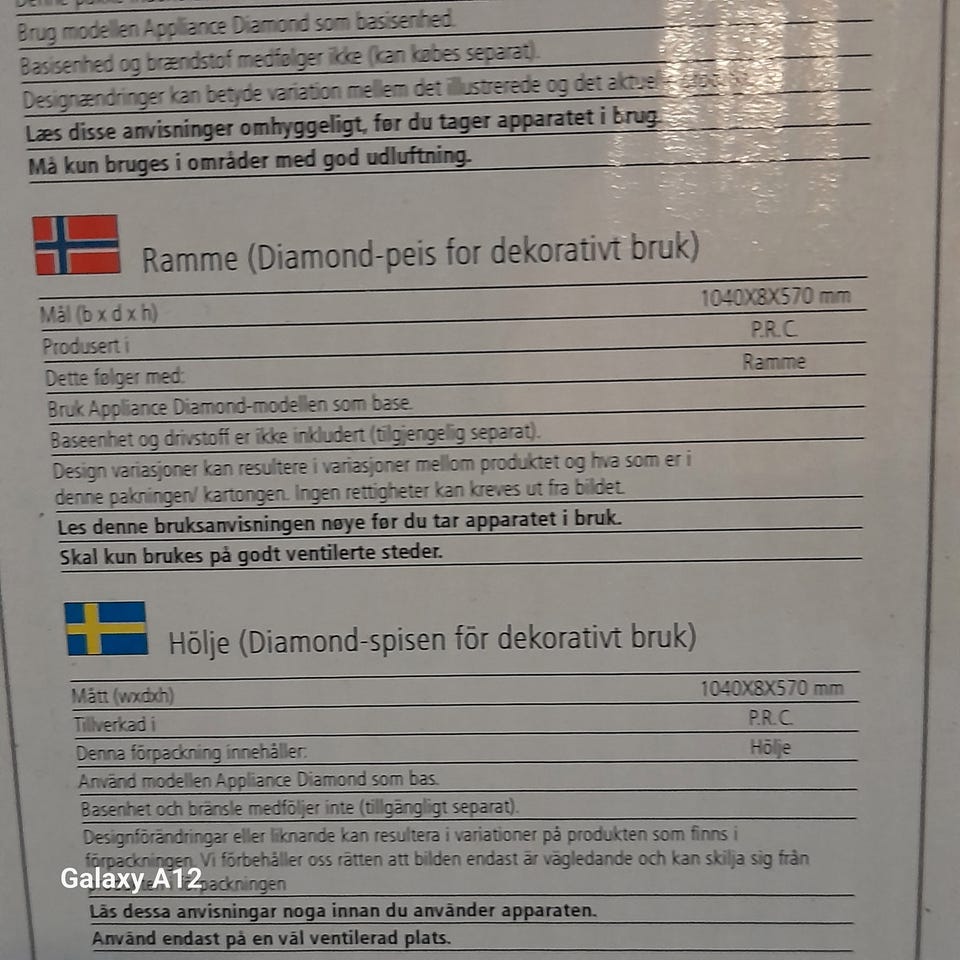 Brug modellen Appliance Diamond som basisenhed.
Basisenhed og brændstof medfølger ikke (kan købes separat).
Designændringer kan betyde variation mellem det illustrerede og det
Læs disse anvisninger omhyggeligt, før du tager apparatet i brug.
Må kun bruges i områder med god udluftning.
Ramme (Diamond-peis for dekorativt bruk)
Mål (b x d x h) 1040X8X570 mm
Produsert i P.R.C.
Dette følger med: Ramme
Bruk Appliance Diamond-modellen som base.
Baseenhet og drivstoff er ikke inkludert (tilgjengelig separat).
Design variasjoner kan resultere i variasjoner mellom produktet og hva som er i
denne pakningen/ kartongen. Ingen rettigheter kan kreves ut fra bildet.
Les denne bruksanvisningen nøye før du tar apparatet i bruk.
Skal kun brukes på godt ventilerte steder.
Hölje (Diamond-spisen för dekorativt bruk)
Mått (wxdxh) 1040X8X570 mm
Tillverkad i P.R.C.
Denna förpackning innehåller: Hölje
Använd modellen Appliance Diamond som bas.
Basenhet och bränsle medföljer inte (tillgängligt separat).
Designförändringar eller liknande kan resultera i variationer på produkten som finns i
förpackningen. Vi förbehåller oss rätten att bilden endast är vägledande och kan skilja sig från
Galaxy A12
Läs dessa anvisningar noga innan du använder apparaten.
Använd endast på en väl ventilerad plats.